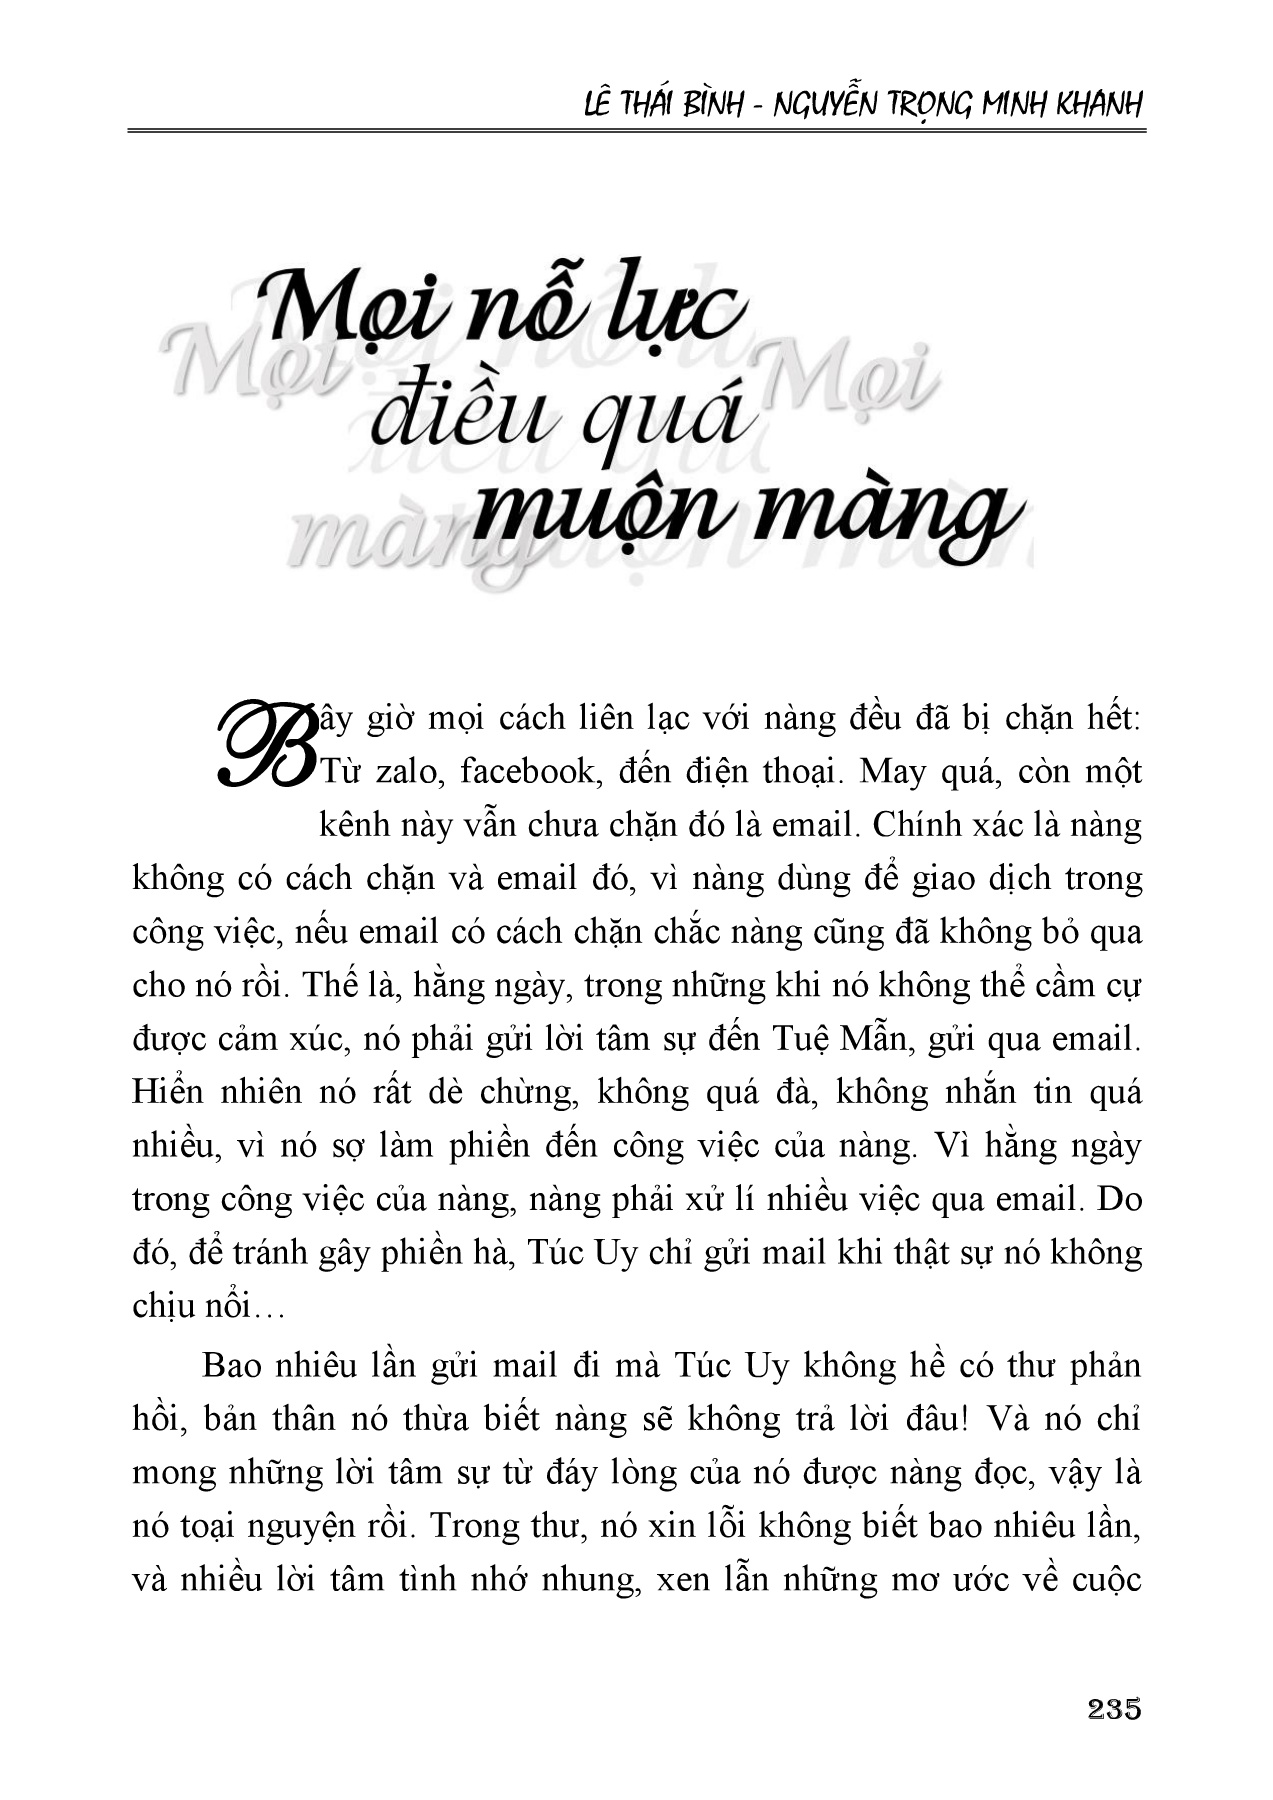 LÊ THÁI BÌNH - NGUYỄN TRỌNG MINH KHANH
Mọi nỗ lực
Mọi
Mọi
điều quá
muộn màng
màng
Bây giờ mọi cách liên lạc với nàng đều đã bị chặn hết:
Từ zalo, facebook, đến điện thoại. May quá, còn một
kênh này vẫn chưa chặn đó là email. Chính xác là nàng
không có cách chặn và email đó, vì nàng dùng để giao dịch trong
công việc, nếu email có cách chặn chắc nàng cũng đã không bỏ qua
cho nó rồi. Thế là, hằng ngày, trong những khi nó không thể cầm cự
được cảm xúc, nó phải gửi lời tâm sự đến Tuệ Mẫn, gửi qua email.
Hiển nhiên nó rất dè chừng, không quá đà, không nhắn tin quá
nhiều, vì nó sợ làm phiền đến công việc của nàng. Vì hằng ngày
trong công việc của nàng, nàng phải xử lí nhiều việc qua email. Do
đó, để tránh gây phiền hà, Túc Uy chỉ gửi mail khi thật sự nó không
chịu nổi…
Bao nhiêu lần gửi mail đi mà Túc Uy không hề có thư phản
hồi, bản thân nó thừa biết nàng sẽ không trả lời đâu! Và nó chỉ
mong những lời tâm sự từ đáy lòng của nó được nàng đọc, vậy là
nó toại nguyện rồi. Trong thư, nó xin lỗi không biết bao nhiêu lần,
và nhiều lời tâm tình nhớ nhung, xen lẫn những mơ ước về cuộc
235